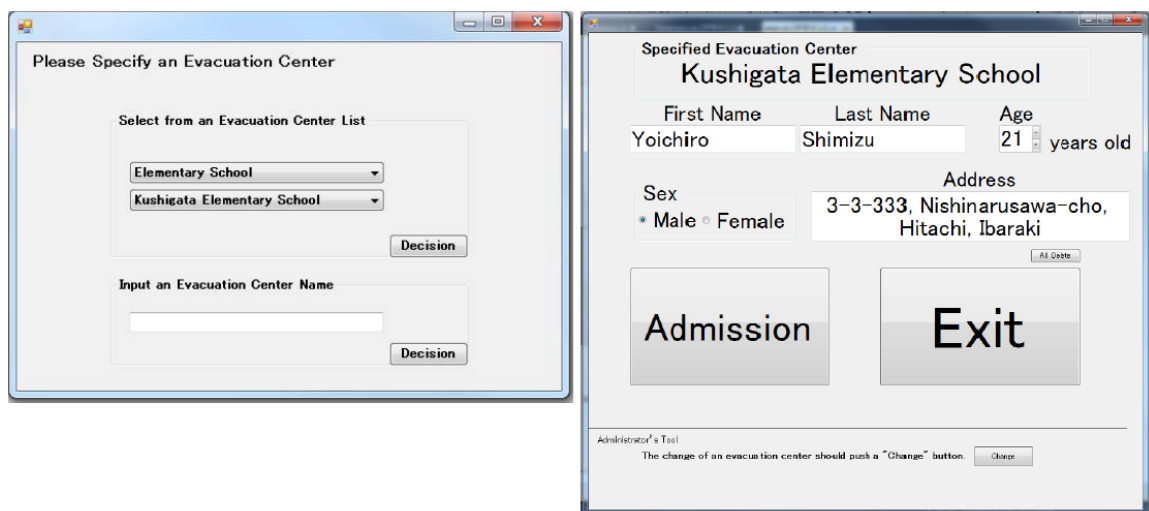 Please Specify an Evacuation Center
Select from an Evacuation Center List
Elementary School
Kushigata Elementary School
Decision
Input an Evacuation Center Name
Decision
Specified Evacuation Center
Kushigata Elementary School
First Name Last Name Age
Yoichiro Shimizu 21 years old
Sex
Male Female
Address
3-3-333, Nishinarusawa-cho,
Hitachi, Ibaraki
All Delete
Admission Exit
Administrator's Tool
The change of an evacuation center should push a "Change" button. Change